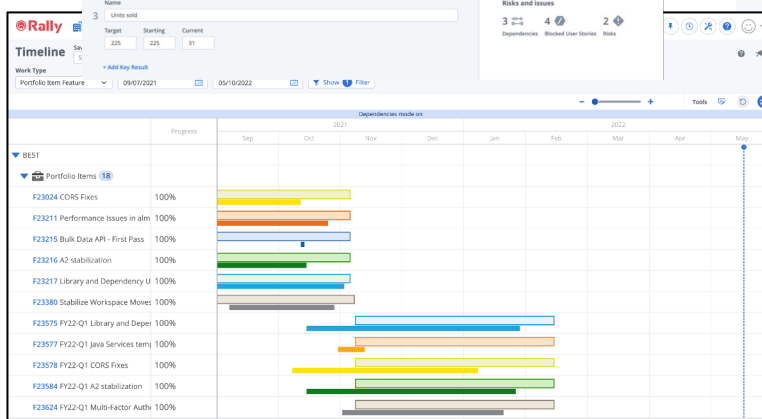 Name
3 Units sold
Target Starting Current
225 225 31
+ Add Key Result
Risks and issues
3 4 2
Dependencies Blocked User Stories Risks
Rally
Timeline
Work Type
Portfolio Item Feature 09/07/2021 05/10/2022 Show 1 Filter
Tools
Dependencies mode on
Progress 2021 2022
Sep Oct Nov Dec Jan Feb Mar Apr May
BEST
Portfolio Items 18
F23024 CORS Fixes 100%
F23211 Performance Issues in alm 100%
F23215 Bulk Data API - First Pass 100%
F23216 A2 stabilization 100%
F23217 Library and Dependency U 100%
F23380 Stabilize Workspace Moves 100%
F23575 FY22-Q1 Library and Depe 100%
F23577 FY22-Q1 Java Services temp 100%
F23578 FY22-Q1 CORS Fixes 100%
F23584 FY22-Q1 A2 stabilization 100%
F23624 FY22-Q1 Multi-Factor Auth 100%